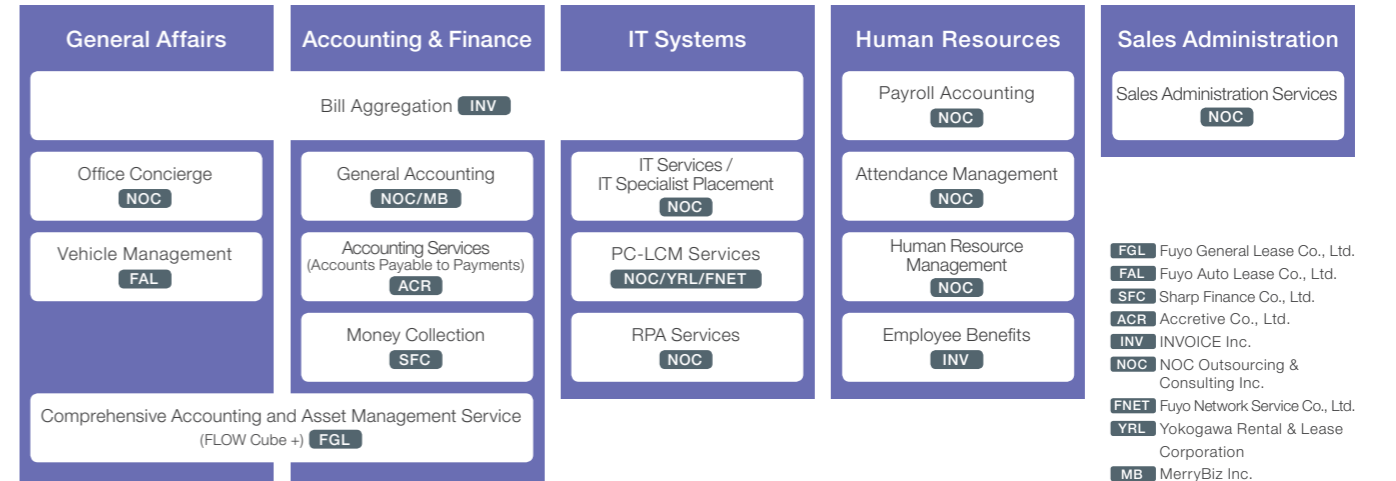 General Affairs
Accounting & Finance
IT Systems
Human Resources
Sales Administration
Bill Aggregation INV
Office Concierge
NOC
Vehicle Management
FAL
General Accounting
NOC/MB
Accounting Services
(Accounts Payable to Payments)
ACR
Money Collection
SFC
Comprehensive Accounting and Asset Management Service
(FLOW Cube +) FGL
IT Services /
IT Specialist Placement
NOC
PC-LCM Services
NOC/YRL/FNET
RPA Services
NOC
Payroll Accounting
NOC
Attendance Management
NOC
Human Resource
Management
NOC
Employee Benefits
INV
Sales Administration Services
NOC
FGL Fuyo General Lease Co., Ltd.
FAL Fuyo Auto Lease Co., Ltd.
SFC Sharp Finance Co., Ltd.
ACR Accretive Co., Ltd.
INV INVOICE Inc.
NOC NOC Outsourcing &
Consulting Inc.
FNET Fuyo Network Service Co., Ltd.
YRL Yokogawa Rental & Lease
Corporation
MB MerryBiz Inc.